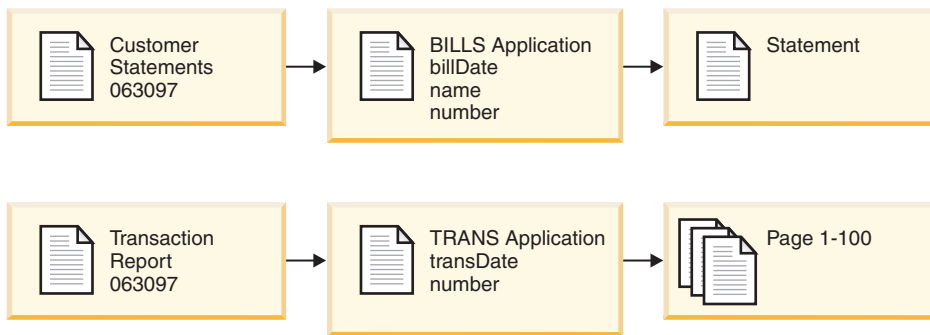 Customer
Statements
063097
BILLS Application
billDate
name
number
Statement
Transaction
Report
063097
TRANS Application
transDate
number
Page 1-100